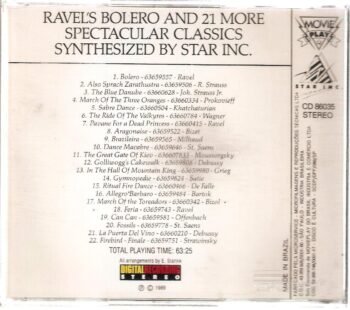 RAVEL'S BOLERO AND 21 MORE
SPECTACULAR CLASSICS
SYNTHESIZED BY STAR INC.
MOVIE
PLAY
STAR INC
CD 86035
STEREO
1. Bolero - 63659557 - Ravel
2. Also Sprach Zarathustra - 63659506 - R. Strauss
3. The Blue Danube - 63660628 - Joh. Strauss Jr.
4. March Of The Three Oranges - 63660334 - Prokovieff
5. Sabre Dance - 63660504 - Khatchaturian
6. The Ride Of The Valkyrns - 63660784 - Wagner
7. Pavane For a Dead Princess - 63660415 - Ravel
8. Aragonaise - 63659522 - Bizet
9. Brasileira - 63659565 - Milhaud
10. Dance Macabre - 63659646 - St. Saens
11. The Great Gate Of Kiev - 63660783 - Moussorgsky
12. Golliwogg's Cakewalk - 63659808 - Debussy
13. In The Hall Of Mountain King - 63659980 - Grieg
14. Gymnopedie - 63659824 - Satie
15. Ritual Fire Dance - 63660466 - De Falla
16. Allegro/Barbaro - 63659484 - Bartok
17. March Of the Toreadors - 63660342 - Bizet
18. Feria - 63659743 - Ravel
19. Can Can - 63659581 - Offenbach
20. Fossils - 63659778 - St. Saens
21. La Puerta Del Vino - 63660210 - Debussy
22. Firebird - Finale - 63659751 - Stravinsky
TOTAL PLAYING TIME: 63:25
All arrangements by E. Starink
DIGITAL RECORDING
STEREO
© 1989
MADE IN BRAZIL